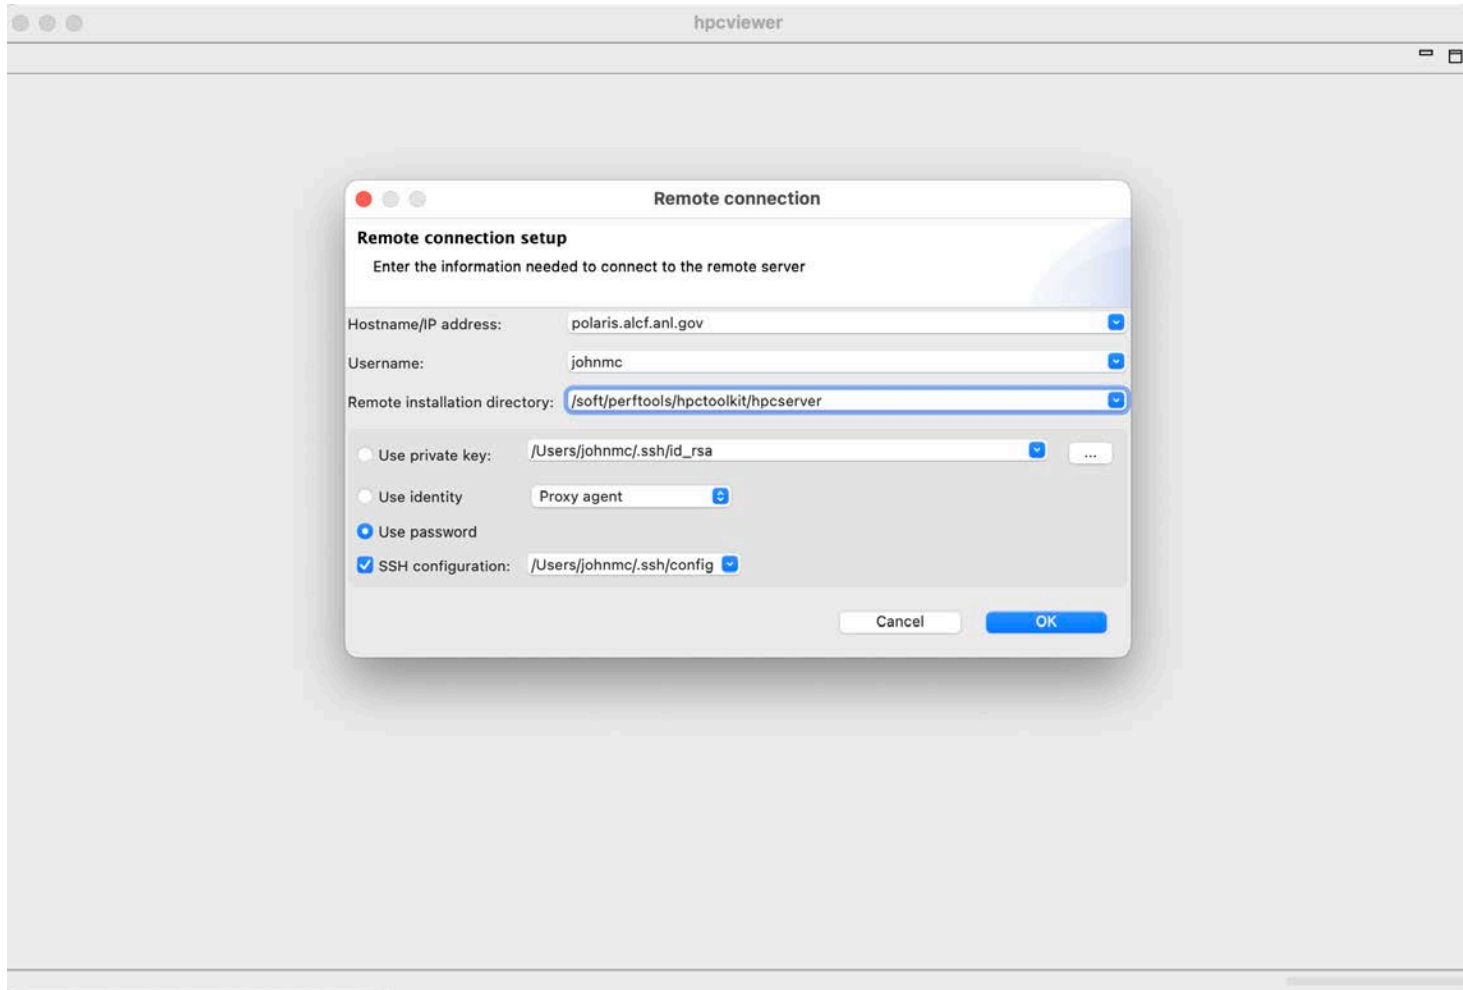 hpcviewer
Remote connection
Remote connection setup
Enter the information needed to connect to the remote server
Hostname/IP address: polaris.alcf.anl.gov
Username: johnmc
Remote installation directory: /soft/perftools/hpctoolkit/hpcserver
Use private key: /Users/johnmc/.ssh/id_rsa ...
Use identity Proxy agent
Use password
SSH configuration: /Users/johnmc/.ssh/config
Cancel OK